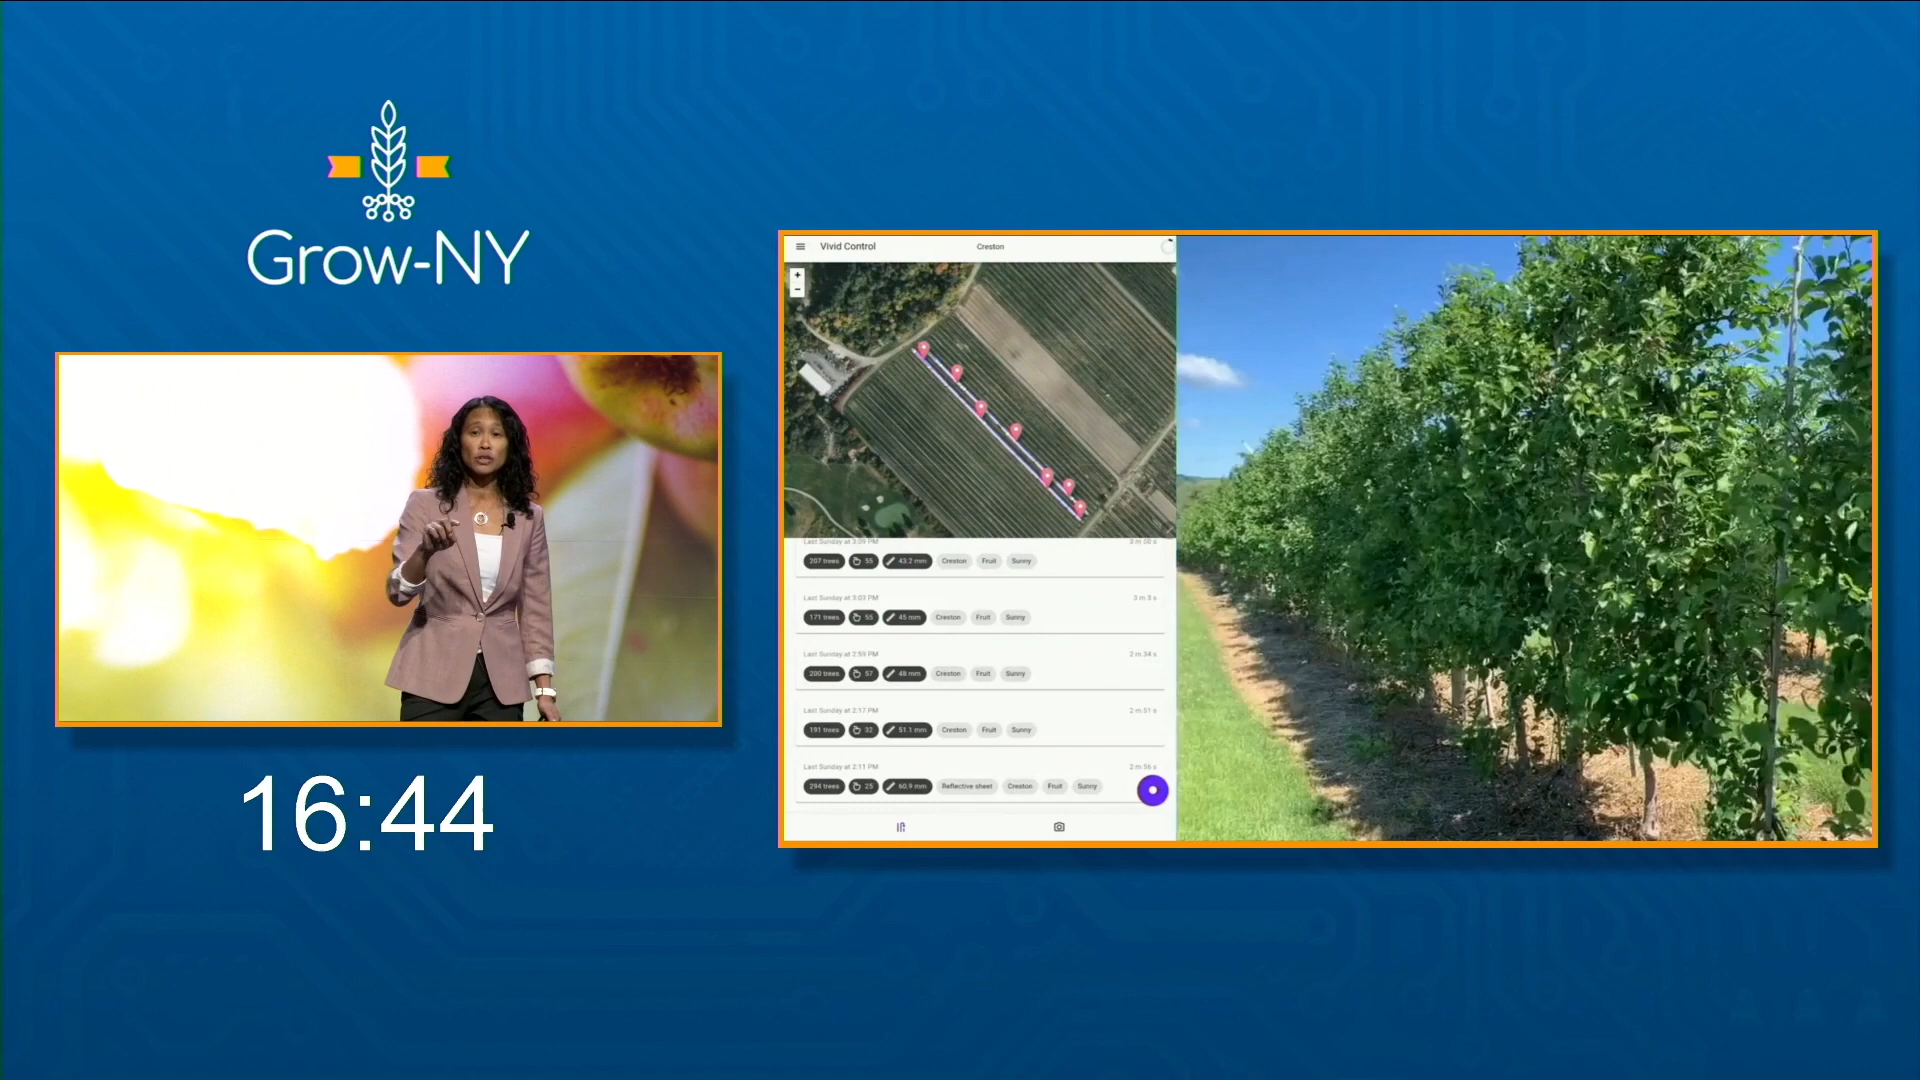 Grow-NY
16:44
Vivid Control
Creston
+
−
Last Sunday at 3:09 PM
207 trees 55 43.2 mm Creston Fruit Sunny
Last Sunday at 3:03 PM 3 m 3 s
171 trees 55 45 mm Creston Fruit Sunny
Last Sunday at 2:59 PM 2 m 34 s
200 trees 57 48 mm Creston Fruit Sunny
Last Sunday at 2:17 PM 2 m 51 s
191 trees 32 51.1 mm Creston Fruit Sunny
Last Sunday at 2:11 PM 2 m 56 s
294 trees 25 60.9 mm Reflective sheet Creston Fruit Sunny